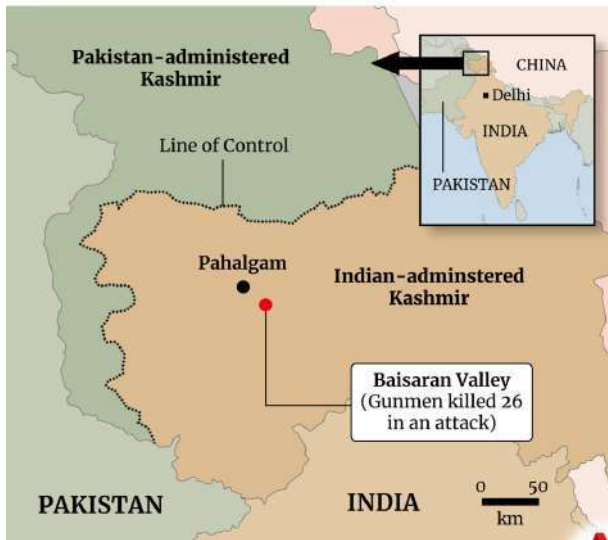 Pakistan-administered
Kashmir
Line of Control
CHINA
Delhi
INDIA
PAKISTAN
Pahalgam
Indian-adminstered
Kashmir
Baisaran Valley
(Gunmen killed 26
in an attack)
PAKISTAN
INDIA
0 50
km